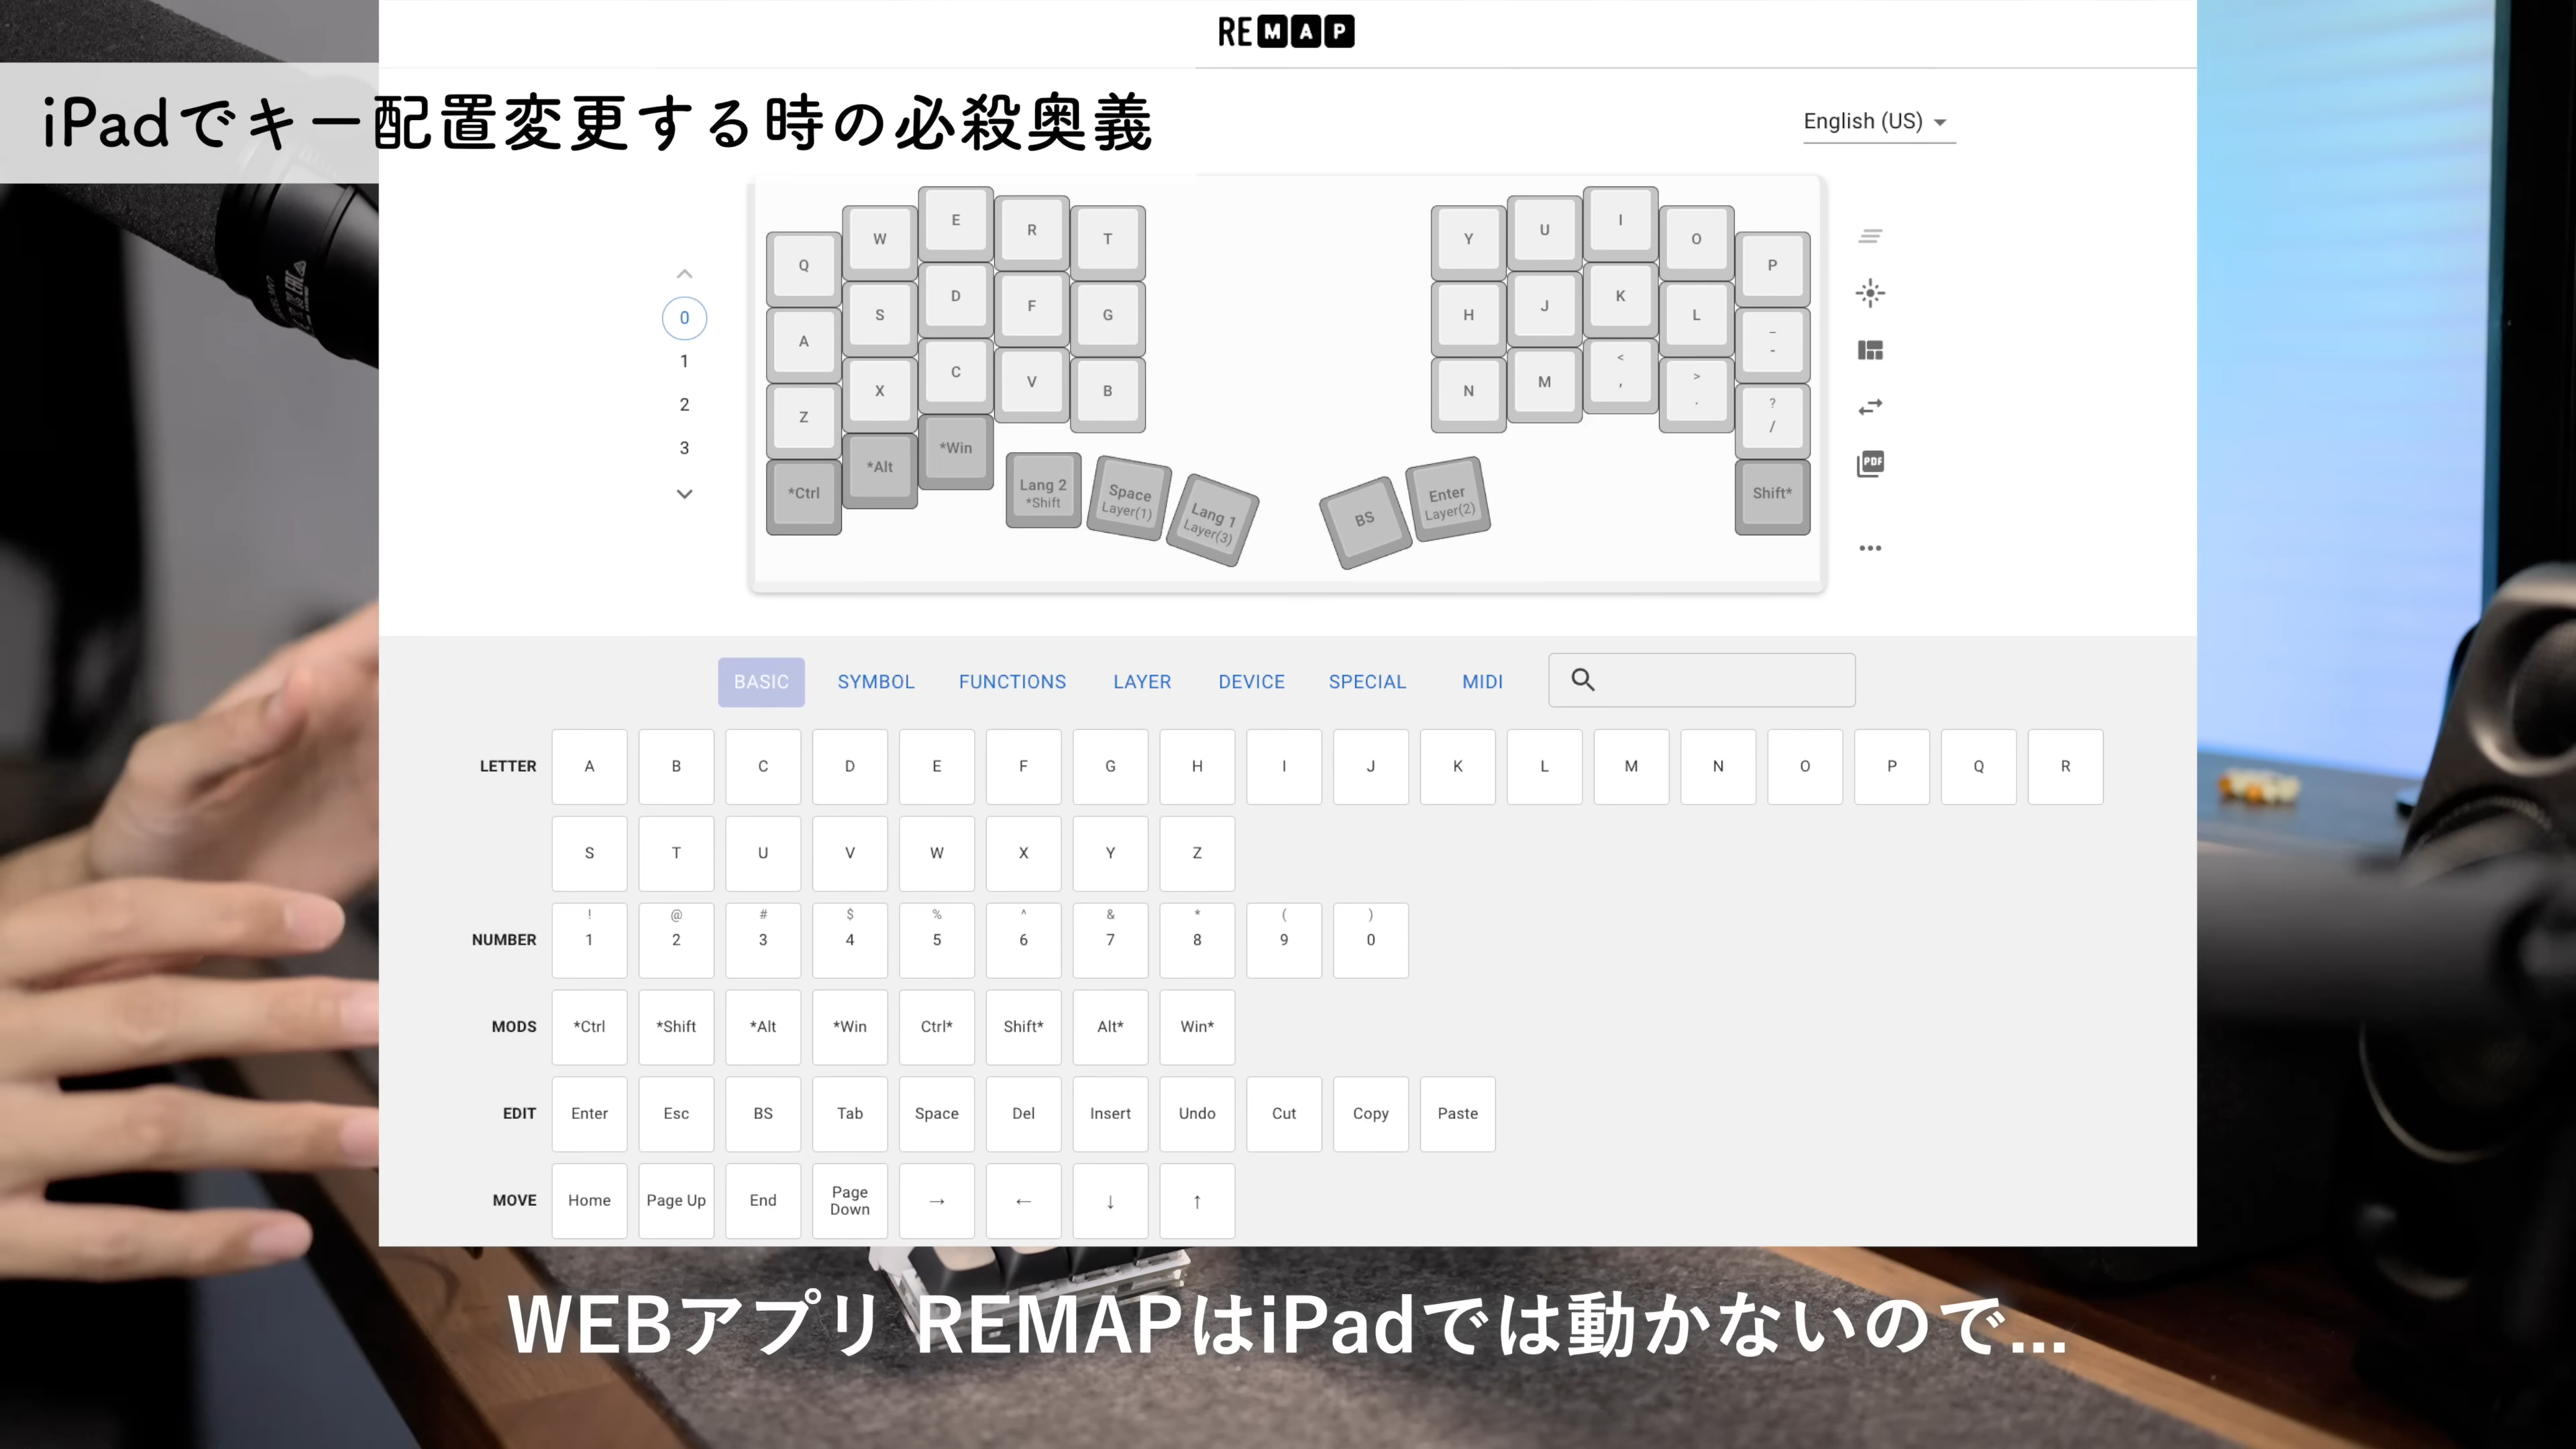 REMAP
iPadでキー配置変更する時の必殺奥義
English (US)
Q W E R T Y U I O P
A S D F G H J K L _ -
Z X C V B N M < , > . ? /
*Ctrl *Alt *Win Lang 2 *Shift Space Layer(1) Lang 1 Layer(3) BS Enter Layer(2) Shift*
0
1
2
3
PDF
BASIC SYMBOL FUNCTIONS LAYER DEVICE SPECIAL MIDI
LETTER A B C D E F G H I J K L M N O P Q R
S T U V W X Y Z
NUMBER ! 1 @ 2 # 3 $ 4 % 5 ^ 6 & 7 * 8 ( 9 ) 0
MODS *Ctrl *Shift *Alt *Win Ctrl* Shift* Alt* Win*
EDIT Enter Esc BS Tab Space Del Insert Undo Cut Copy Paste
MOVE Home Page Up End Page Down → ← ↓ ↑
WEBアプリ REMAPはiPadでは動かないので...